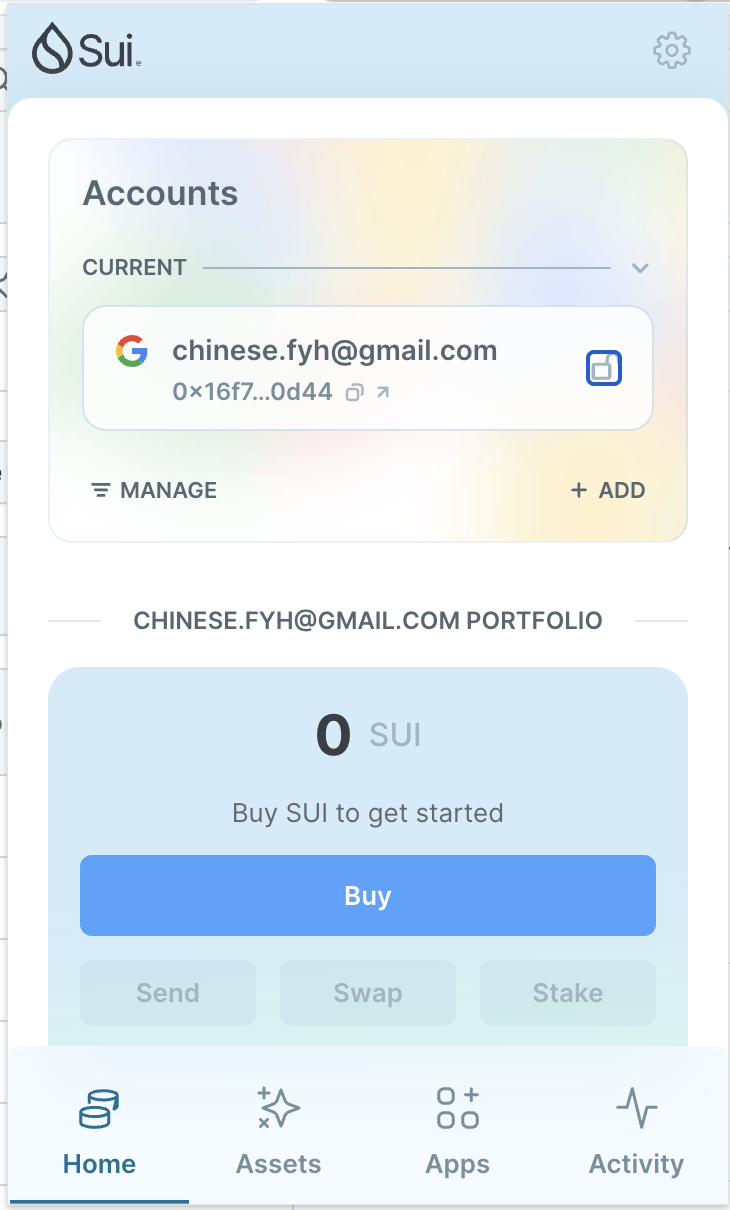 Sui
Accounts
CURRENT
chinese.fyh@gmail.com
0×16f7...0d44
MANAGE
+ ADD
CHINESE.FYH@GMAIL.COM PORTFOLIO
0 SUI
Buy SUI to get started
Buy
Send Swap Stake
Home Assets Apps Activity